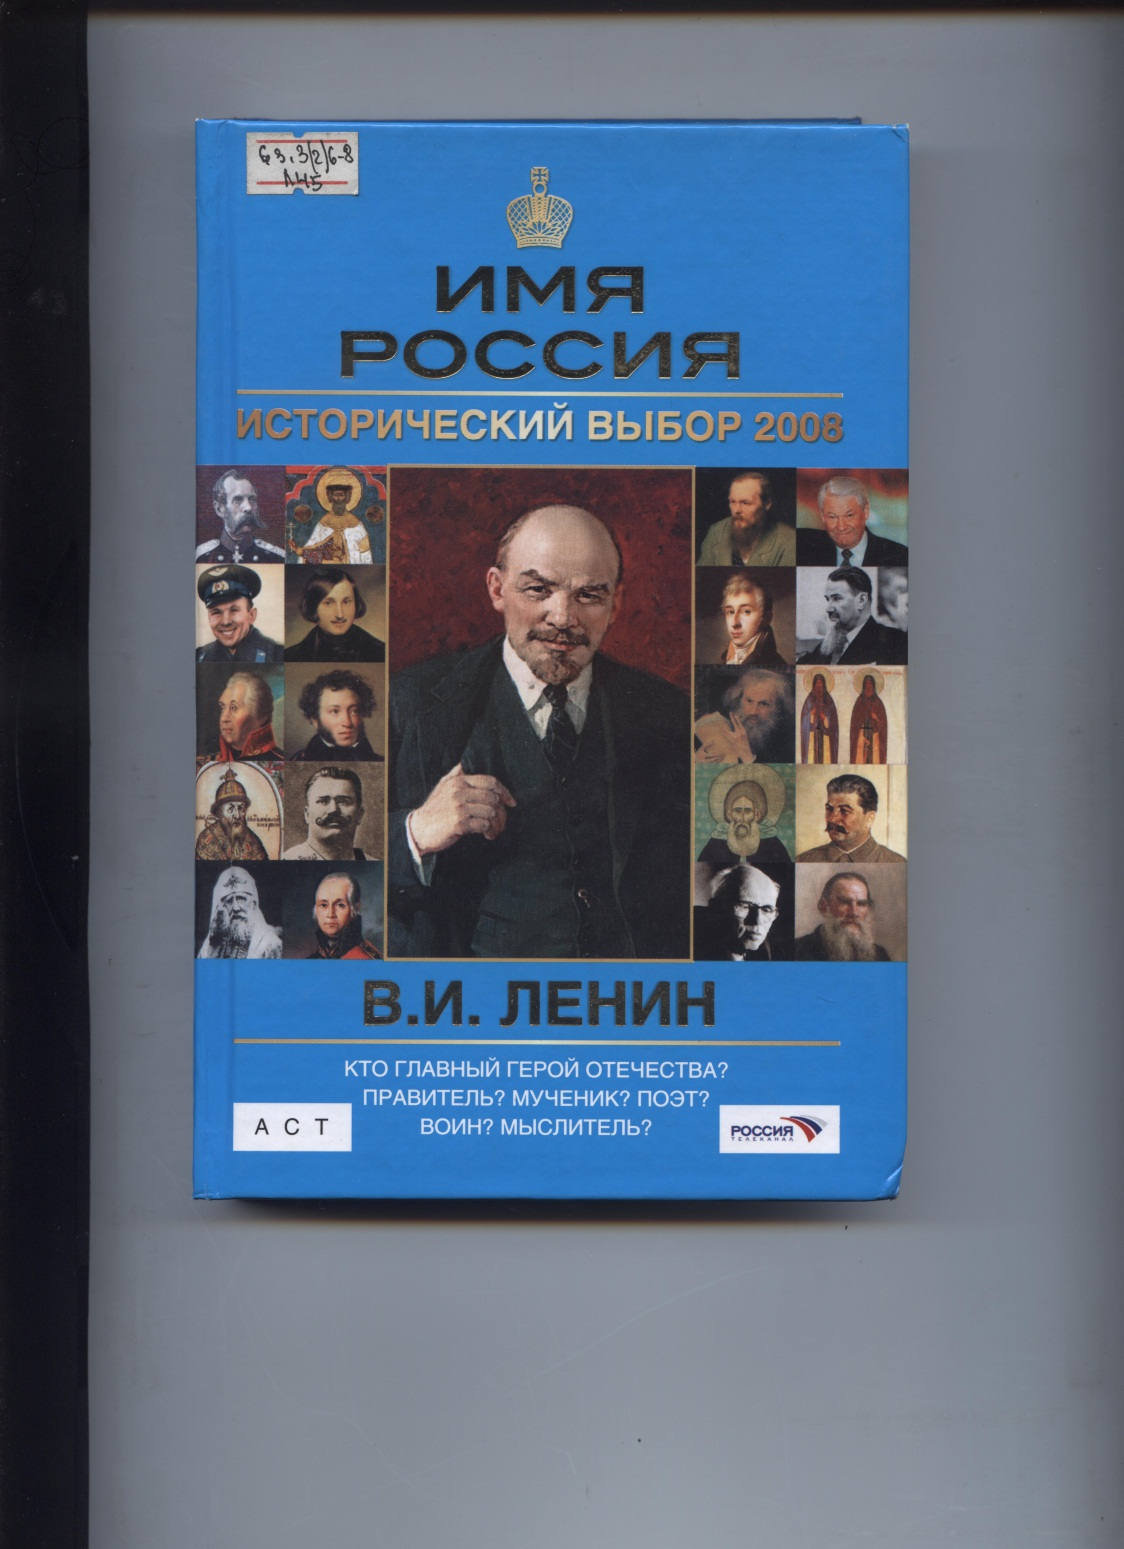 63.3(2)6-8
Л45
ИМЯ
РОССИЯ
ИСТОРИЧЕСКИЙ ВЫБОР 2008
В.И. ЛЕНИН
КТО ГЛАВНЫЙ ГЕРОЙ ОТЕЧЕСТВА?
ПРАВИТЕЛЬ? МУЧЕНИК? ПОЭТ?
ВОИН? МЫСЛИТЕЛЬ?
АСТ
РОССИЯ
ТЕЛЕКАНАЛ